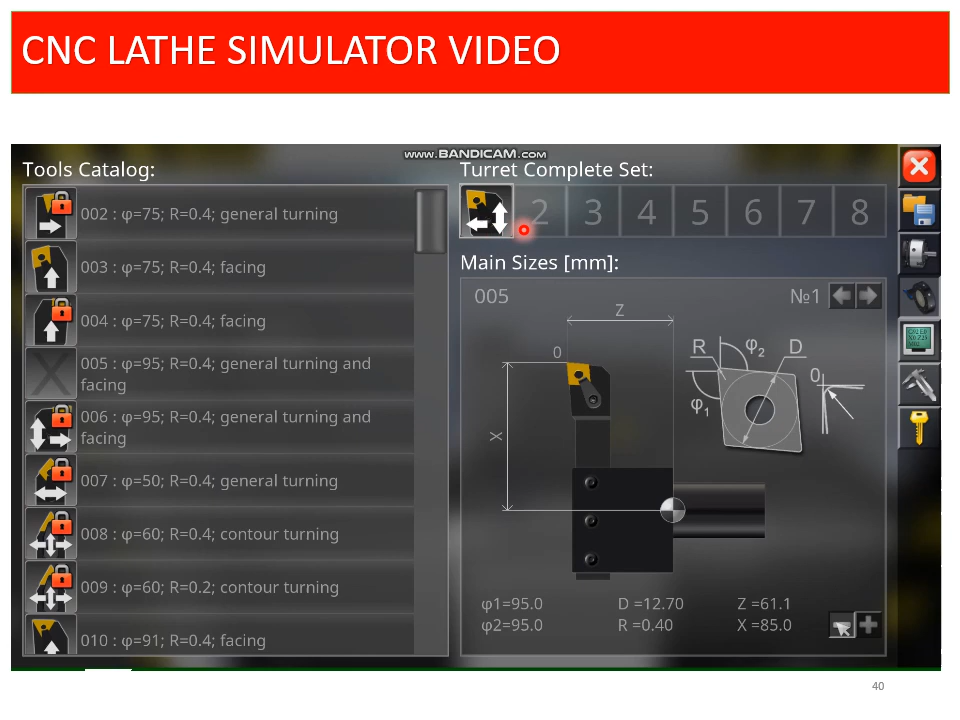 CNC LATHE SIMULATOR VIDEO
www.BANDICAM.com
Tools Catalog:
Turret Complete Set:
002 : φ=75; R=0.4; general turning
2 3 4 5 6 7 8
003 : φ=75; R=0.4; facing
Main Sizes [mm]:
004 : φ=75; R=0.4; facing
005 : φ=95; R=0.4; general turning and
facing
006 : φ=95; R=0.4; general turning and
facing
007 : φ=50; R=0.4; general turning
008 : φ=60; R=0.4; contour turning
009 : φ=60; R=0.2; contour turning
010 : φ=91; R=0.4; facing
005
№1
Z
0
X
R
φ2
D
0
φ1
φ1=95.0 D =12.70 Z =61.1
φ2=95.0 R =0.40 X =85.0
40